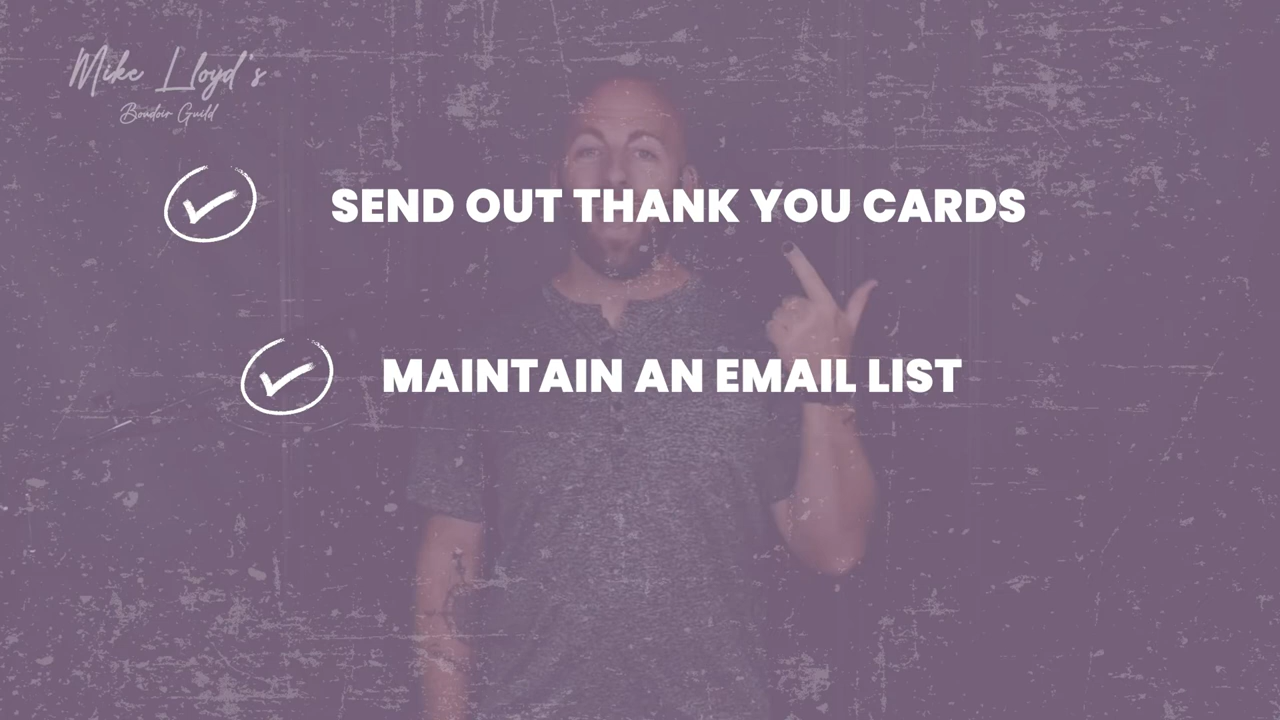 Mike Lloyd's
Boudoir Guild
SEND OUT THANK YOU CARDS
MAINTAIN AN EMAIL LIST